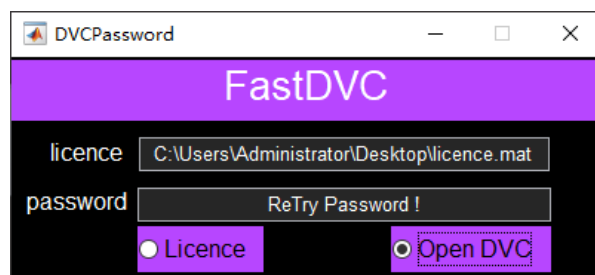 DVCPassword
FastDVC
licence C:\Users\Administrator\Desktop\licence.mat
password ReTry Password !
Licence Open DVC